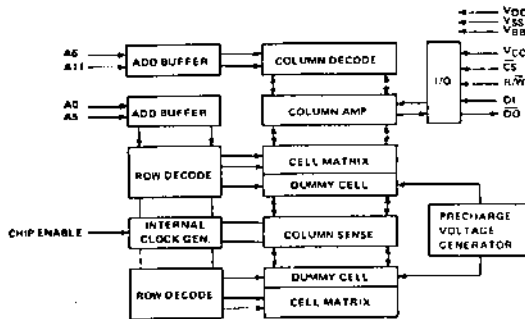 VDD
VSS
VBB
A6
A11
ADD BUFFER
COLUMN DECODE
I/O
VCC
CS
R/W
DI
DO
A0
A5
ADD BUFFER
COLUMN AMP
ROW DECODE
CELL MATRIX
DUMMY CELL
CHIP ENABLE
INTERNAL
CLOCK GEN.
COLUMN SENSE
PRECHARGE
VOLTAGE
GENERATOR
ROW DECODE
DUMMY CELL
CELL MATRIX